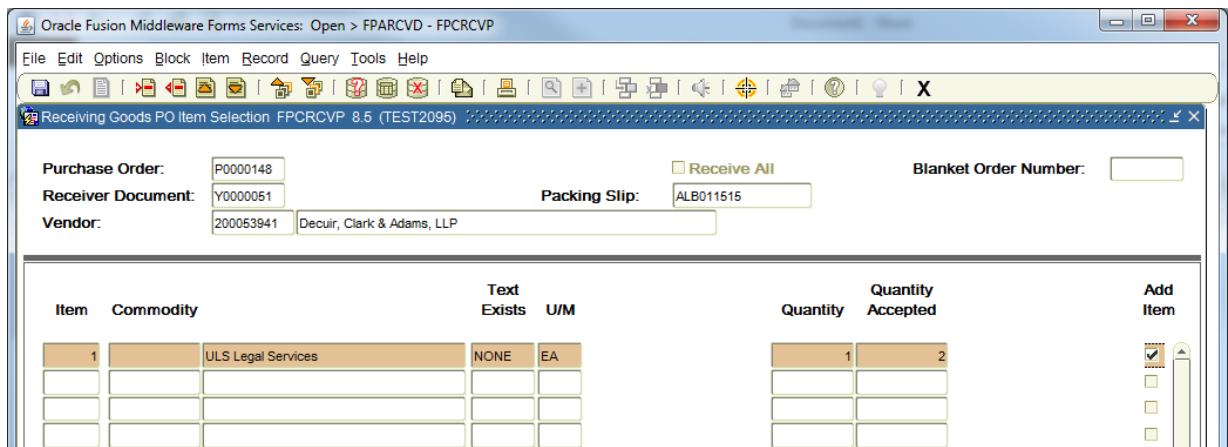 Oracle Fusion Middleware Forms Services: Open > FPARCVD - FPCRCVP
File Edit Options Block Item Record Query Tools Help
X
Receiving Goods PO Item Selection FPCRCVP 8.5 (TEST2095)
Purchase Order: P0000148 Receive All Blanket Order Number:
Receiver Document: Y0000051 Packing Slip: ALB011515
Vendor: 200053941 Decuir, Clark & Adams, LLP
Text Quantity Add
Item Commodity Exists U/M Quantity Accepted Item
1 ULS Legal Services NONE EA 1 2